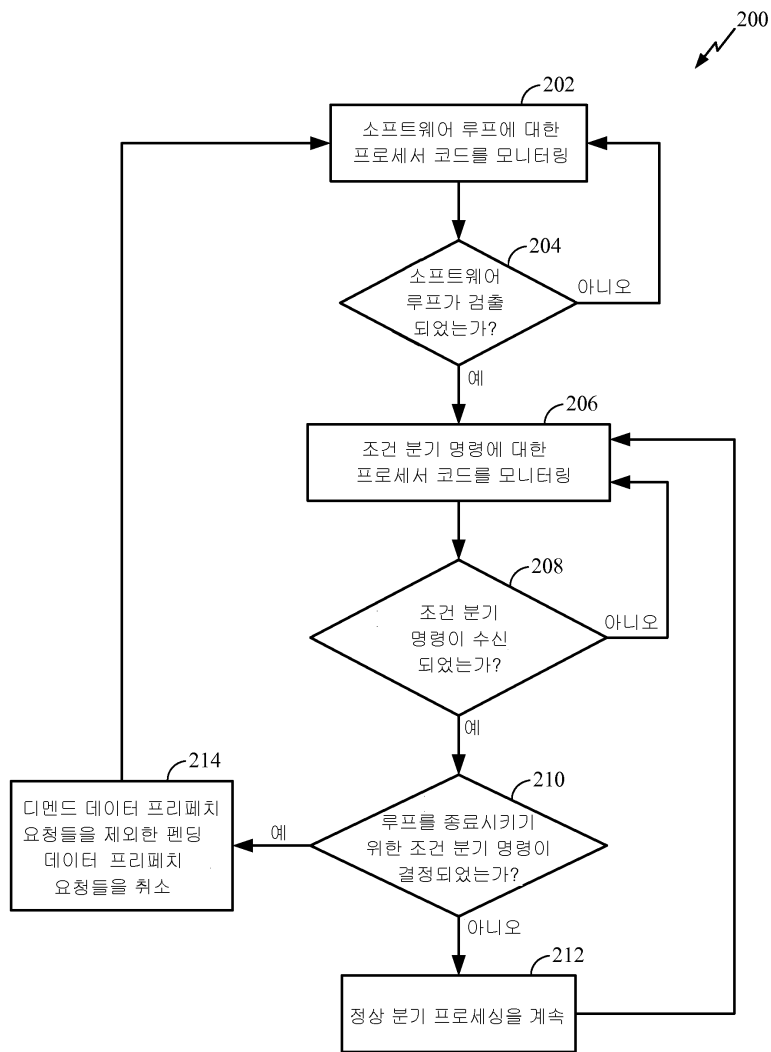 200
202
소프트웨어 루프에 대한
프로세서 코드를 모니터링
204
소프트웨어
루프가 검출
되었는가?
아니오
예
206
조건 분기 명령에 대한
프로세서 코드를 모니터링
208
조건 분기
명령이 수신
되었는가?
아니오
예
214
디멘드 데이터 프리페치
요청들을 제외한 펜딩
데이터 프리페치
요청들을 취소
예
210
루프를 종료시키기
위한 조건 분기 명령이
결정되었는가?
아니오
212
정상 분기 프로세싱을 계속